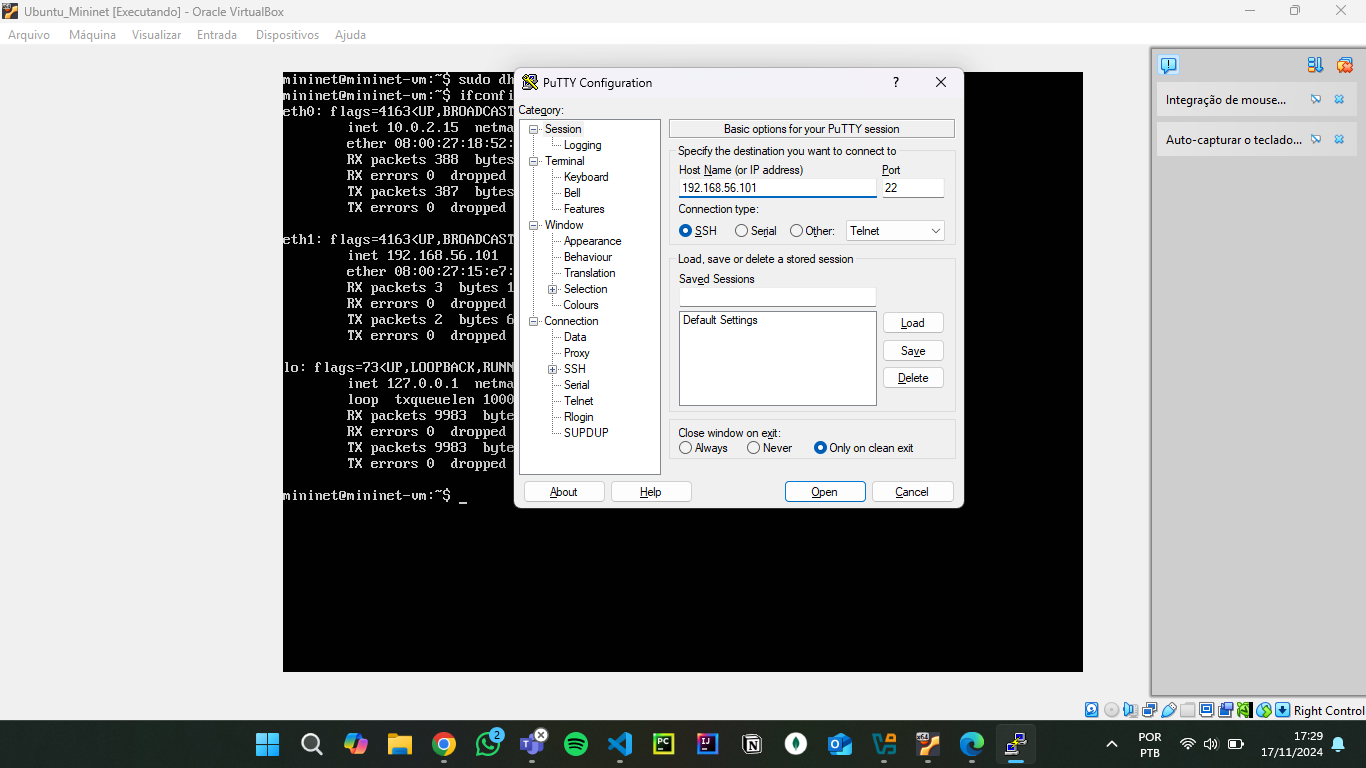 Ubuntu_Mininet [Executando] - Oracle VirtualBox
Arquivo Máquina Visualizar Entrada Dispositivos Ajuda
mininet@mininet-vm:~$ sudo dh
mininet@mininet-vm:~$ ifconfi
eth0: flags=4163<UP,BROADCAST
inet 10.0.2.15 netma
ether 08:00:27:18:52:
RX packets 388 bytes
RX errors 0 dropped
TX packets 387 bytes
TX errors 0 dropped
eth1: flags=4163<UP,BROADCAST
inet 192.168.56.101
ether 08:00:27:15:e7:
RX packets 3 bytes 1
RX errors 0 dropped
TX packets 2 bytes 6
TX errors 0 dropped
lo: flags=73<UP,LOOPBACK,RUNN
inet 127.0.0.1 netma
loop txqueuelen 1000
RX packets 9983 byte
RX errors 0 dropped
TX packets 9983 byte
TX errors 0 dropped
mininet@mininet-vm:~$ _
PuTTY Configuration
?
Category:
Session
Logging
Terminal
Keyboard
Bell
Features
Window
Appearance
Behaviour
Translation
Selection
Colours
Connection
Data
Proxy
SSH
Serial
Telnet
Rlogin
SUPDUP
Basic options for your PuTTY session
Specify the destination you want to connect to
Host Name (or IP address) Port
192.168.56.101 22
Connection type:
SSH Serial Other: Telnet
Load, save or delete a stored session
Saved Sessions
Default Settings
Load
Save
Delete
Close window on exit:
Always Never Only on clean exit
About Help Open Cancel
Integração de mouse...
Auto-capturar o teclado...
Right Control
2
PC
IJ
POR
PTB
17:29
17/11/2024